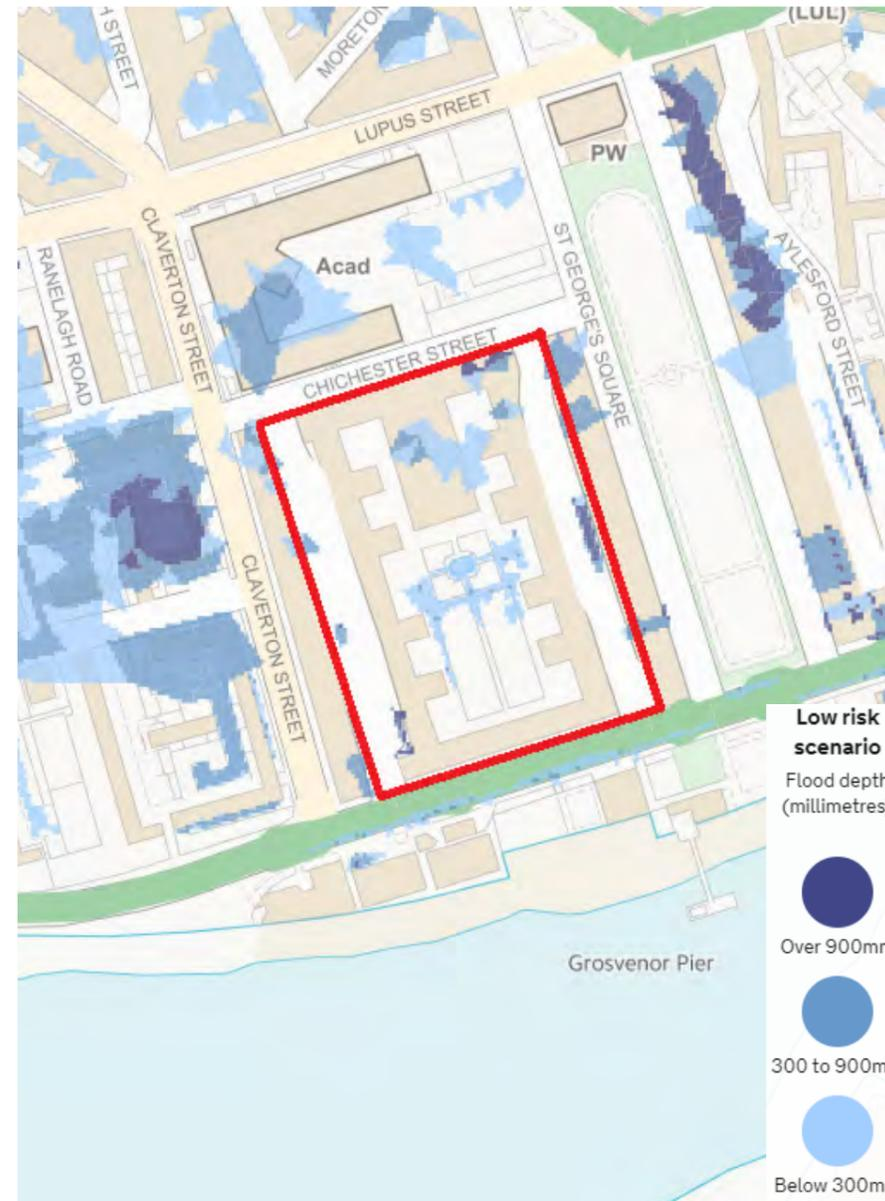 H STREET
MORETON
(LUL)
LUPUS STREET
PW
CLAVERTON STREET
RANELAGH ROAD
Acad
ST GEORGE'S SQUARE
AYLESFORD STREET
CHICHESTER STREET
CLAVERTON STREET
Low risk
scenario
Flood depth
(millimetres
Over 900mm
300 to 900m
Below 300m
Grosvenor Pier